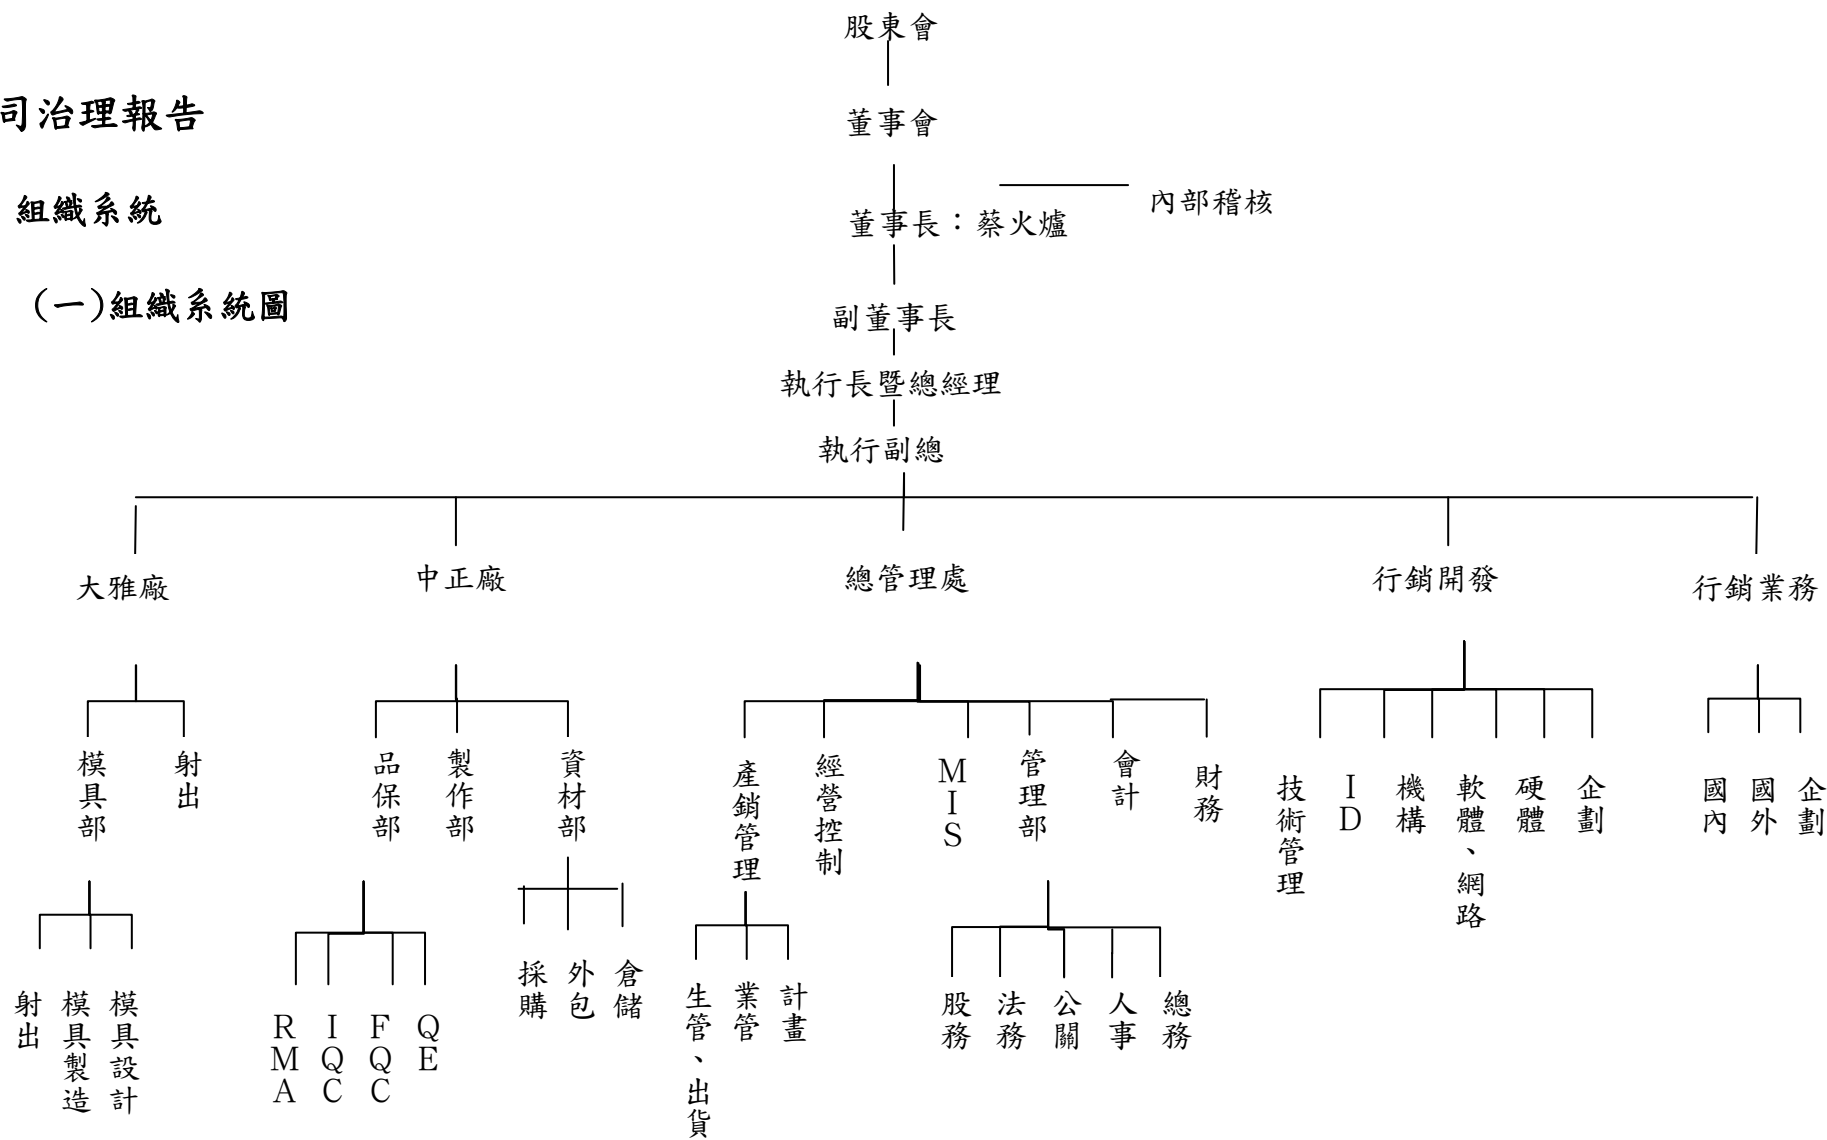 股東會
司治理報告
董事會
組織系統
內部稽核
董事長：蔡火爐
(一)組織系統圖
副董事長
執行長暨總經理
執行副總
大雅廠
中正廠
總管理處
行銷開發
行銷業務
模具部
射出
品保部
製作部
資材部
產銷管理
經營控制
MIS
管理部
會計
財務
技術管理
ID
機構
軟體、網路
硬體
企劃
國內
國外
企劃
射出
模具製造
模具設計
RMA
IQC
FQC
QE
採購
外包
倉儲
生管、出貨
業管
計畫
股務
法務
公關
人事
總務